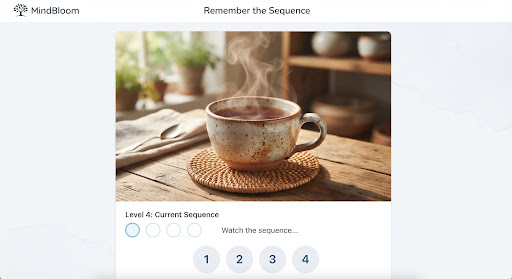 MindBloom
Remember the Sequence
Level 4: Current Sequence
Watch the sequence...
1 2 3 4